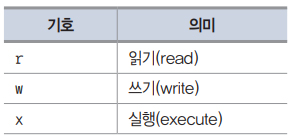 기호 의미
r 읽기(read)
w 쓰기(write)
x 실행(execute)